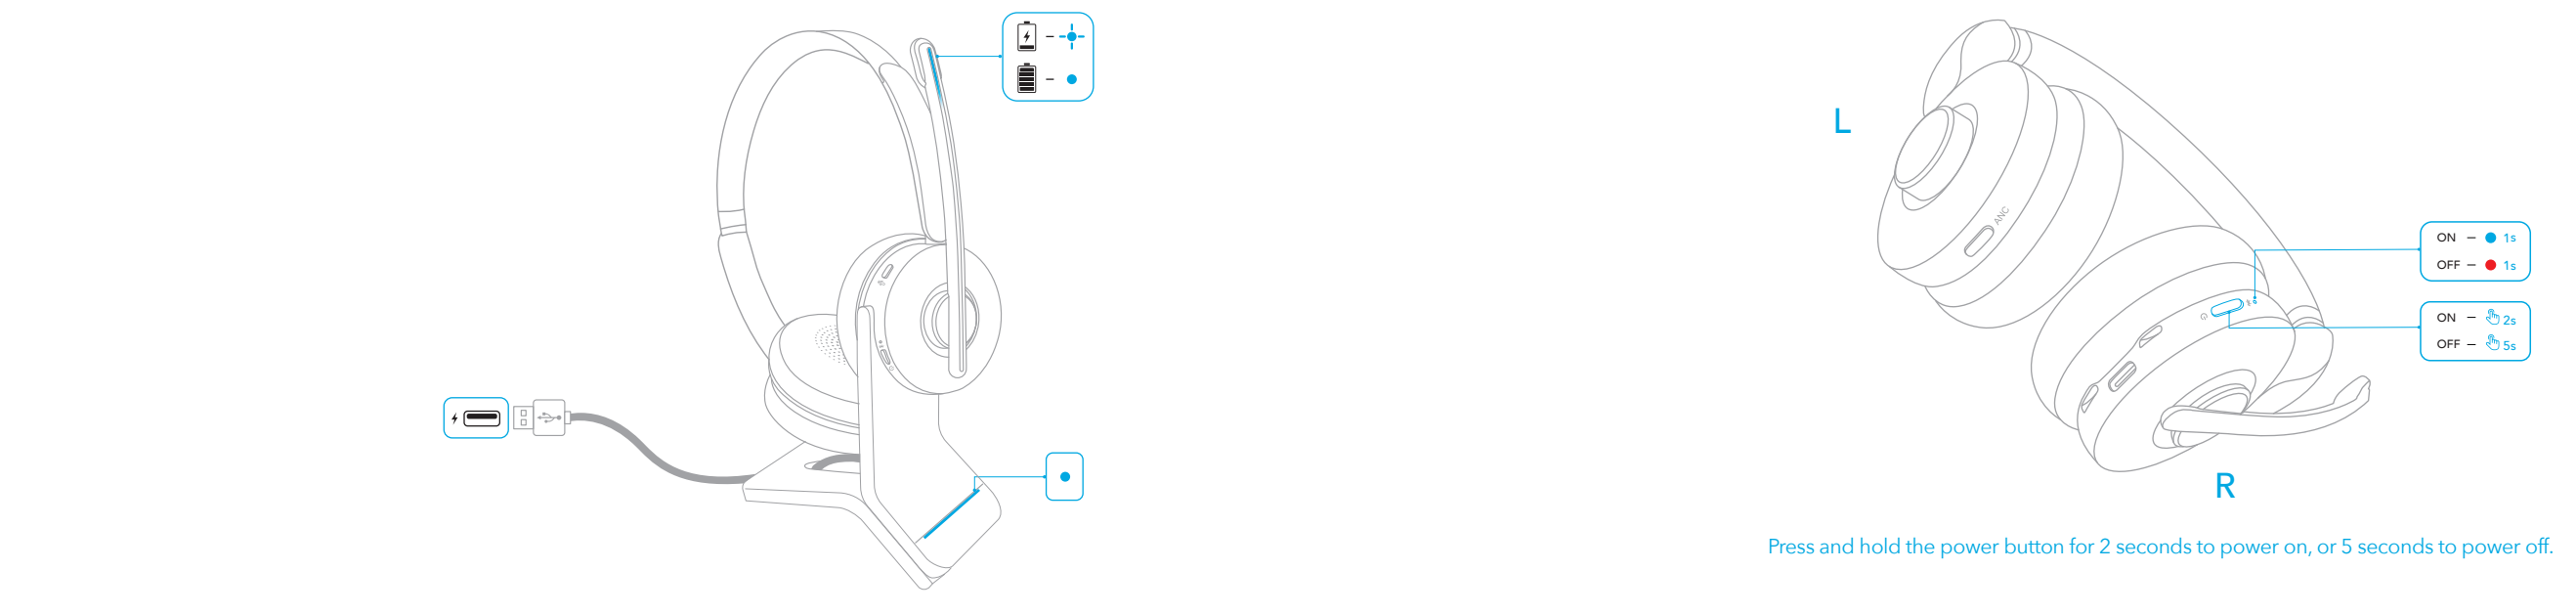 L
ANC
ON – 1s
OFF – 1s
ON – 2s
OFF – 5s
R
Press and hold the power button for 2 seconds to power on, or 5 seconds to power off.